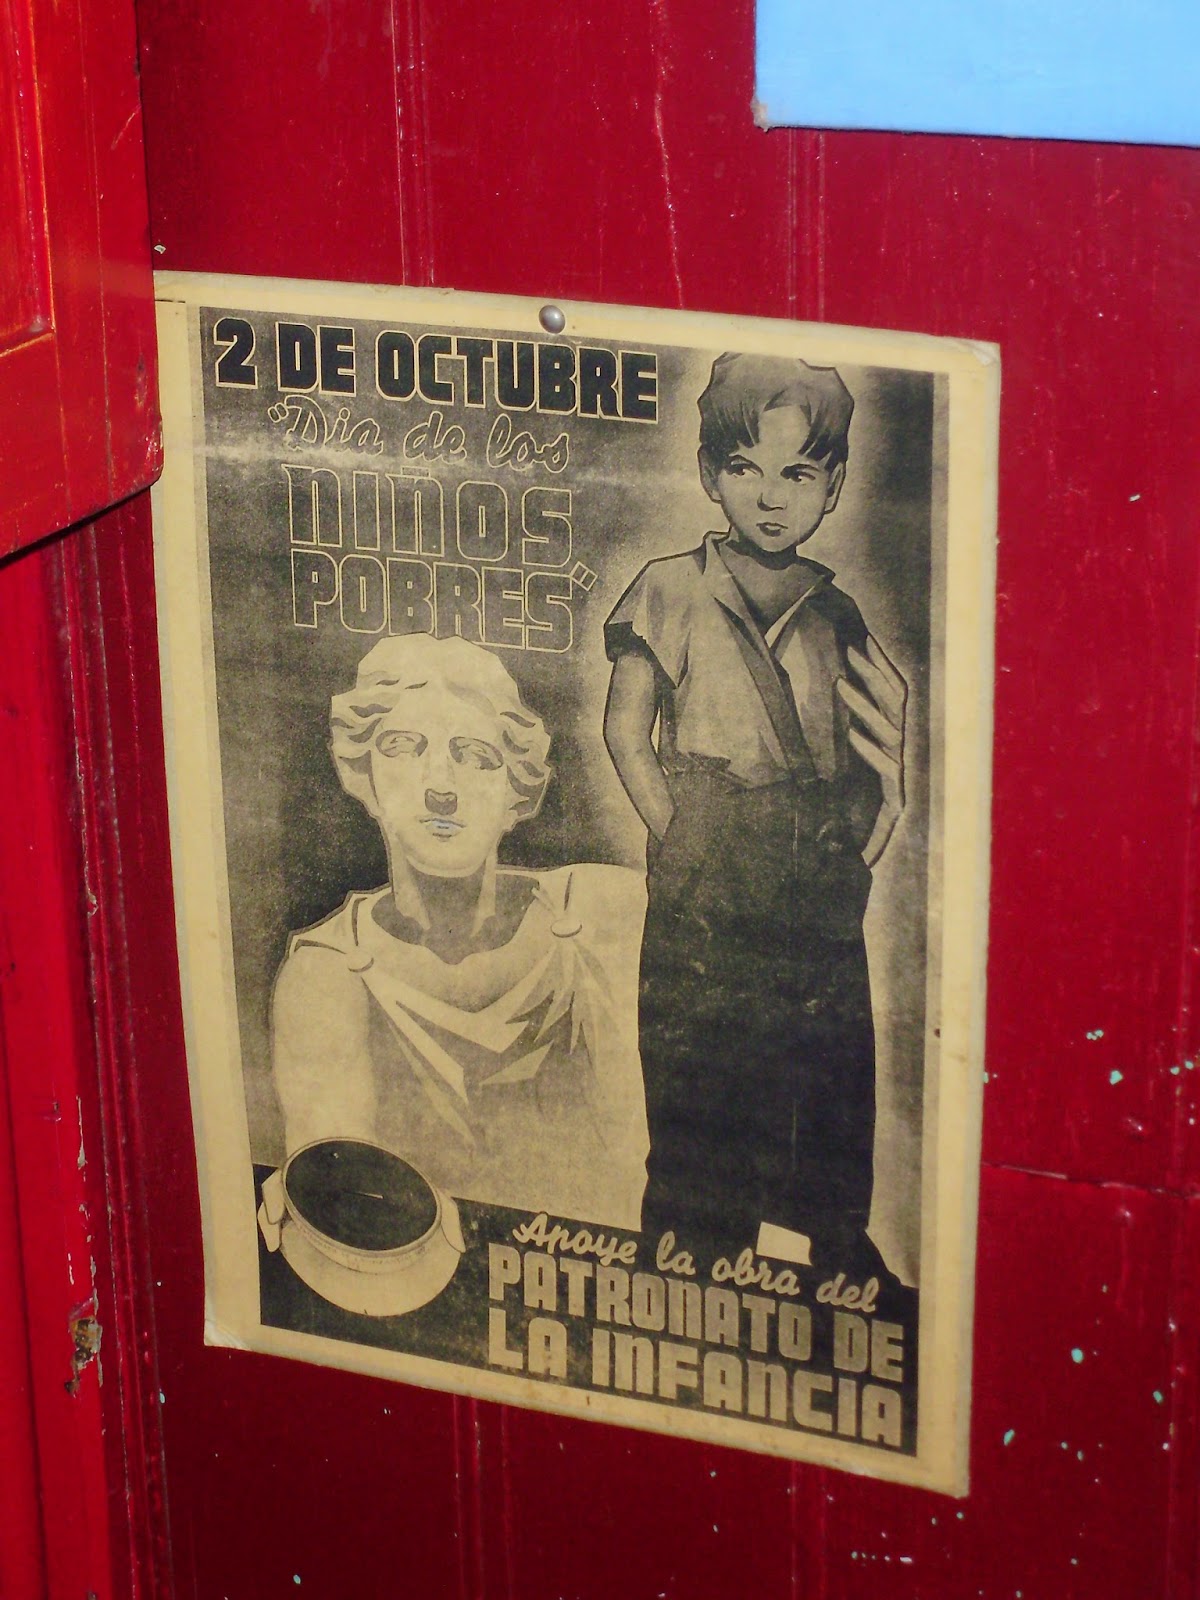 2 DE OCTUBRE
"Dia de los
NIÑOS
POBRES"
Apoye la obra del
PATRONATO DE
LA INFANCIA